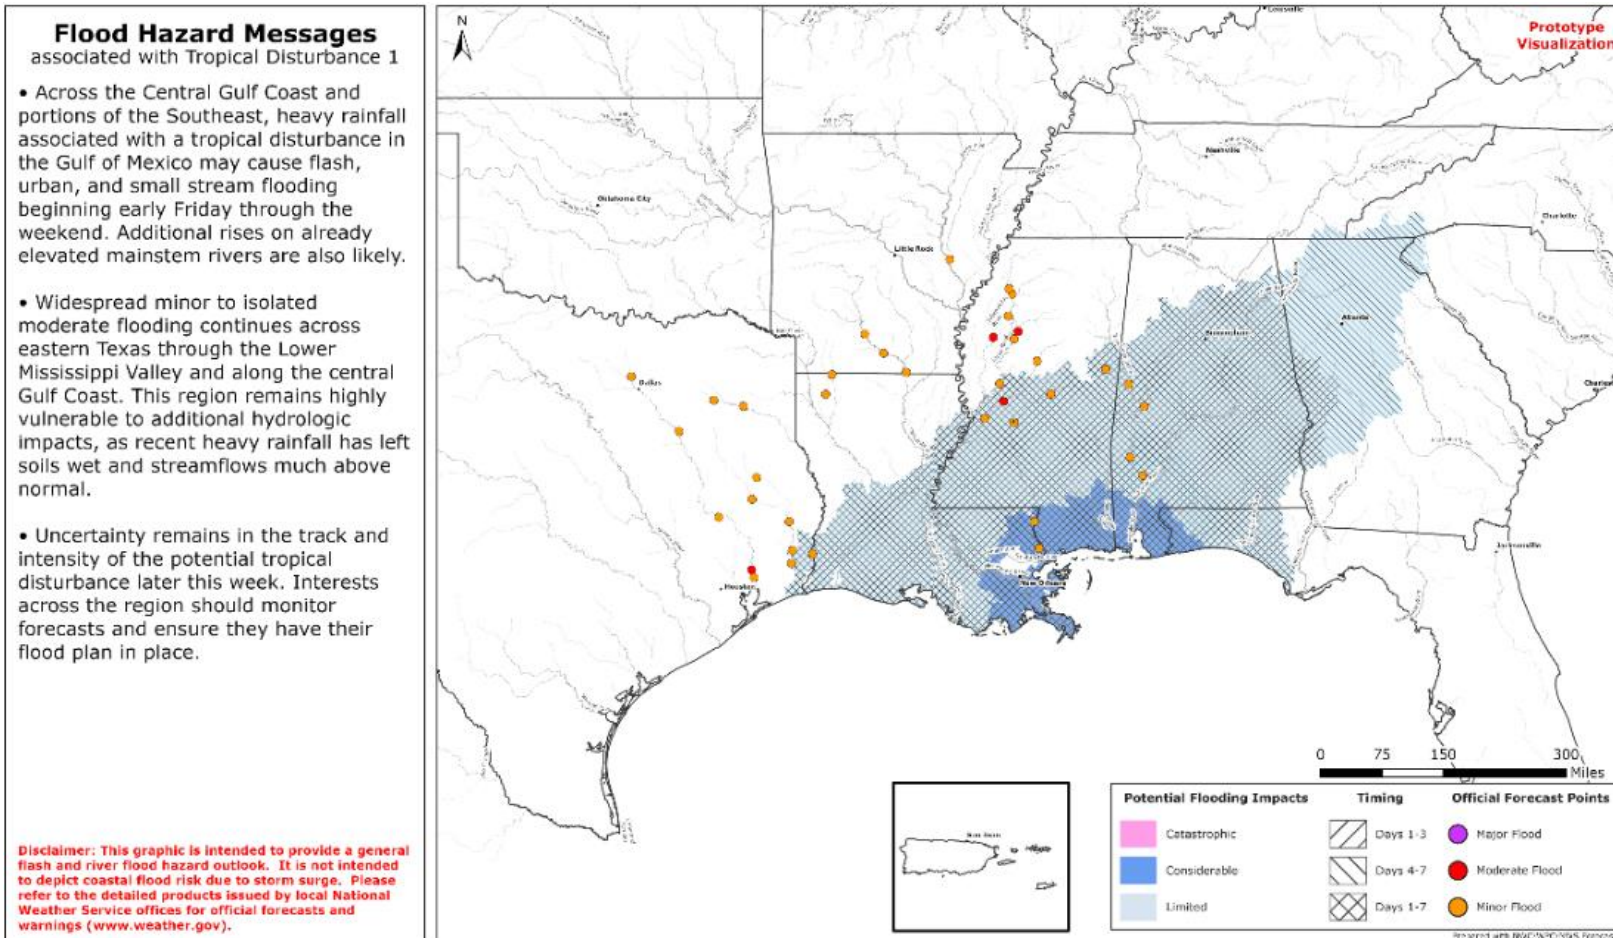 Flood Hazard Messages
associated with Tropical Disturbance 1
• Across the Central Gulf Coast and
portions of the Southeast, heavy rainfall
associated with a tropical disturbance in
the Gulf of Mexico may cause flash,
urban, and small stream flooding
beginning early Friday through the
weekend. Additional rises on already
elevated mainstem rivers are also likely.
• Widespread minor to isolated
moderate flooding continues across
eastern Texas through the Lower
Mississippi Valley and along the central
Gulf Coast. This region remains highly
vulnerable to additional hydrologic
impacts, as recent heavy rainfall has left
soils wet and streamflows much above
normal.
• Uncertainty remains in the track and
intensity of the potential tropical
disturbance later this week. Interests
across the region should monitor
forecasts and ensure they have their
flood plan in place.
Disclaimer: This graphic is intended to provide a general
flash and river flood hazard outlook. It is not intended
to depict coastal flood risk due to storm surge. Please
refer to the detailed products issued by local National
Weather Service offices for official forecasts and
warnings (www.weather.gov).
N
Prototype
Visualization
Louisville
Nashville
Oklahoma City
Charlotte
Little Rock
Atlanta
Birmingham
Dallas
Jacksonville
New Orleans
Houston
San Juan
0 75 150 300
Miles
Potential Flooding Impacts
Catastrophic
Considerable
Limited
Timing
Days 1-3
Days 4-7
Days 1-7
Official Forecast Points
Major Flood
Moderate Flood
Minor Flood